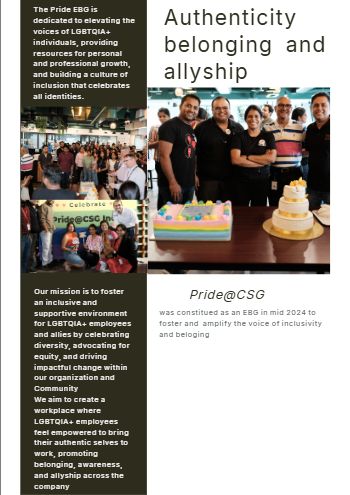 The Pride EBG is
dedicated to elevating the
voices of LGBTQIA+
individuals, providing
resources for personal
and professional growth,
and building a culture of
inclusion that celebrates
all identities.
Celebrate
Pride@CSG Ind
Our mission is to foster
an inclusive and
supportive environment
for LGBTQIA+ employees
and allies by celebrating
diversity, advocating for
equity, and driving
impactful change within
our organization and
Community
We aim to create a
workplace where
LGBTQIA+ employees
feel empowered to bring
their authentic selves to
work, promoting
belonging, awareness,
and allyship across the
company
Authenticity
belonging and
allyship
Pride@CSG
was constitued as an EBG in mid 2024 to
foster and amplify the voice of inclusivity
and beloging